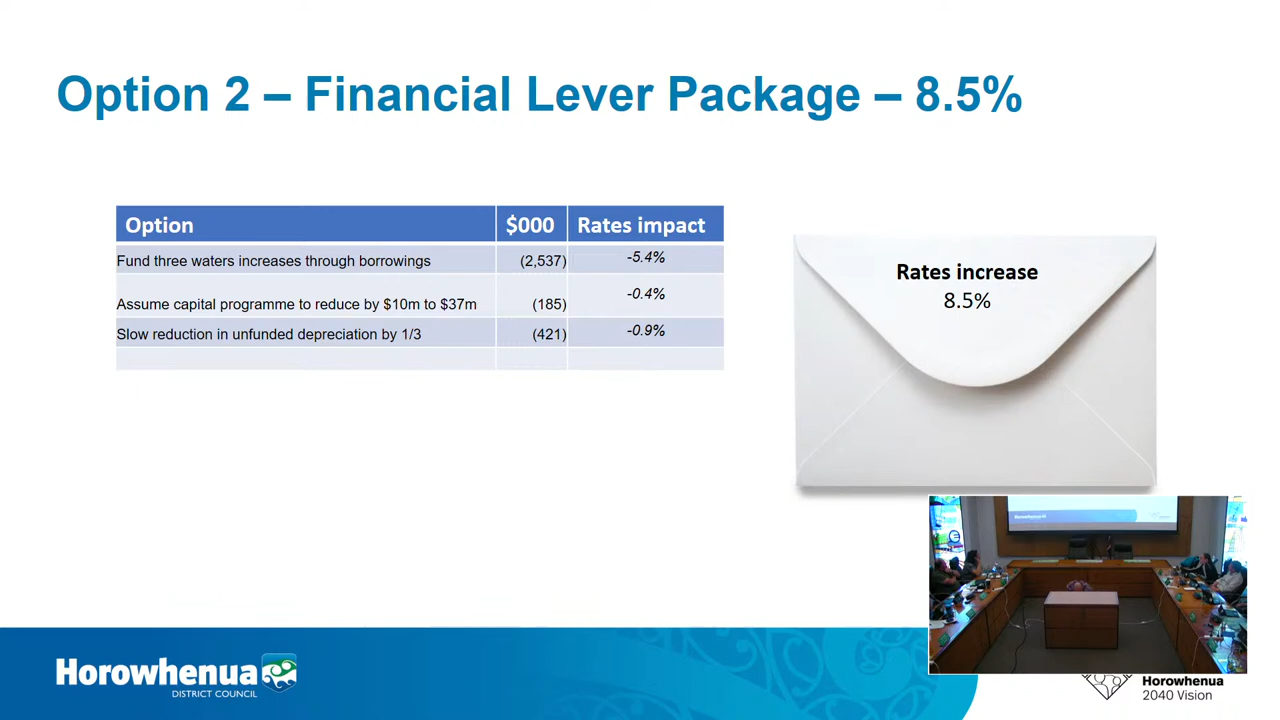 Option 2 – Financial Lever Package – 8.5%
Option $000 Rates impact
Fund three waters increases through borrowings (2,537) -5.4%
Assume capital programme to reduce by $10m to $37m (185) -0.4%
Slow reduction in unfunded depreciation by 1/3 (421) -0.9%
Rates increase
8.5%
Horowhenua
DISTRICT COUNCIL
Horowhenua
Horowhenua
2040 Vision